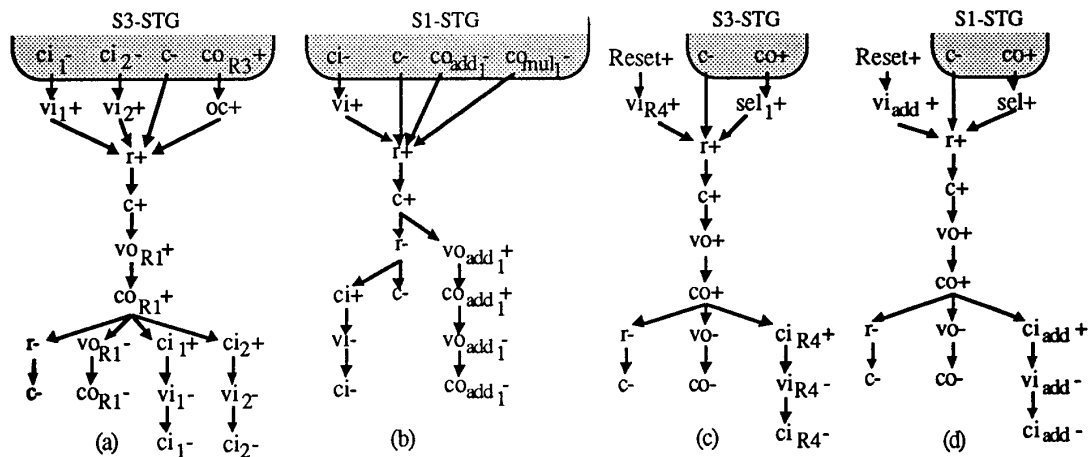 S3-STG
ci1- ci2- c- coR3+
vi1+ vi2+ oc+
r+
c+
voR1+
coR1+
r- voR1- ci1+ ci2+
c- coR1- vi1- vi2-
ci1- ci2-
(a)
S1-STG
ci- c- coadd1- comul1-
vi+
r+
c+
r- voadd1+
ci+ c- coadd1+
vi- voadd1-
ci- coadd1-
(b)
S3-STG
Reset+ c- co+
viR4+ sel1+
r+
c+
vo+
co+
r- vo- ciR4+
c- co- viR4-
ciR4-
(c)
S1-STG
Reset+ c- co+
viadd+ sel+
r+
c+
vo+
co+
r- vo- ciadd+
c- co- viadd-
ciadd-
(d)